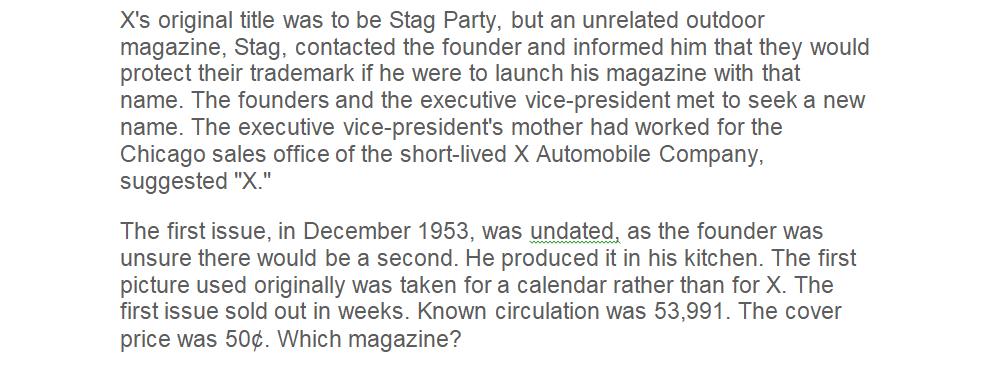 X's original title was to be Stag Party, but an unrelated outdoor
magazine, Stag, contacted the founder and informed him that they would
protect their trademark if he were to launch his magazine with that
name. The founders and the executive vice-president met to seek a new
name. The executive vice-president's mother had worked for the
Chicago sales office of the short-lived X Automobile Company,
suggested "X."
The first issue, in December 1953, was undated, as the founder was
unsure there would be a second. He produced it in his kitchen. The first
picture used originally was taken for a calendar rather than for X. The
first issue sold out in weeks. Known circulation was 53,991. The cover
price was 50¢. Which magazine?